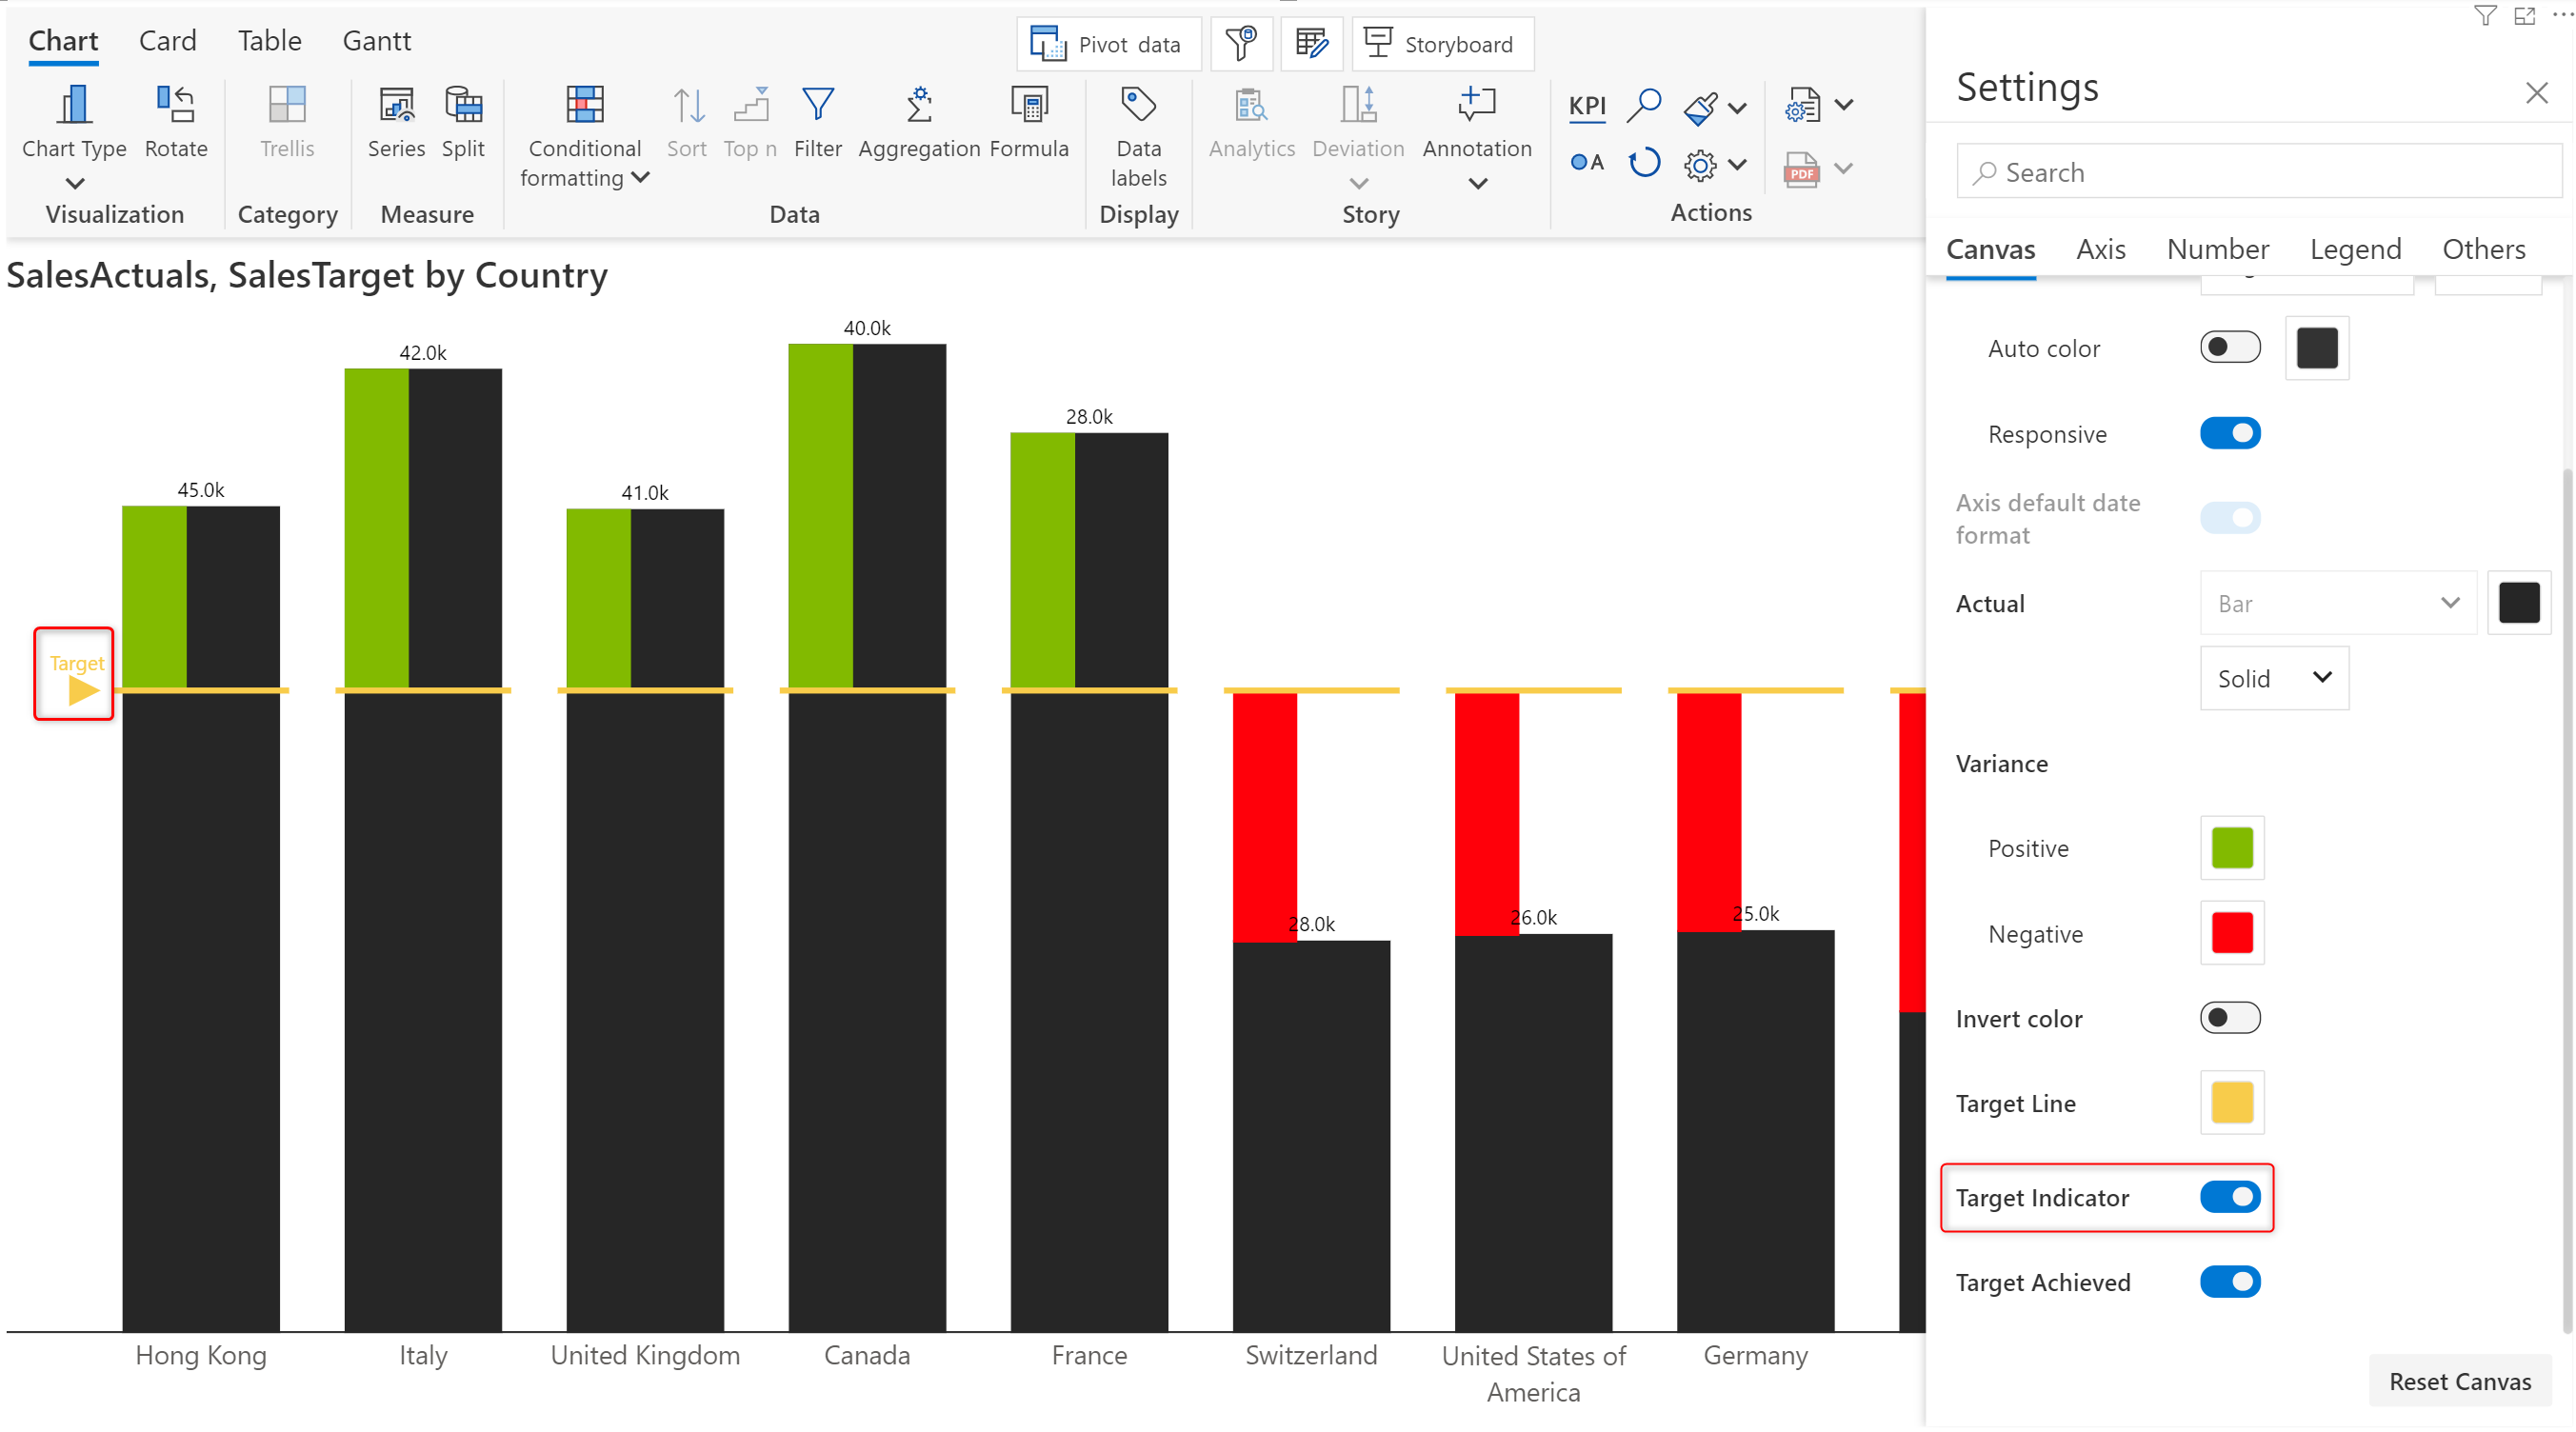 Chart Card Table Gantt
Pivot data
Storyboard
Chart Type
Rotate
Trellis
Series
Split
Conditional
formatting
Sort
Top n
Filter
Aggregation
Formula
Data
labels
Analytics
Deviation
Annotation
KPI
A
PDF
Visualization
Category
Measure
Data
Display
Story
Actions
SalesActuals, SalesTarget by Country
45.0k
42.0k
41.0k
40.0k
28.0k
28.0k
26.0k
25.0k
Target
Hong Kong
Italy
United Kingdom
Canada
France
Switzerland
United States of
America
Germany
Settings
Search
Canvas Axis Number Legend Others
Auto color
Responsive
Axis default date
format
Actual
Bar
Solid
Variance
Positive
Negative
Invert color
Target Line
Target Indicator
Target Achieved
Reset Canvas